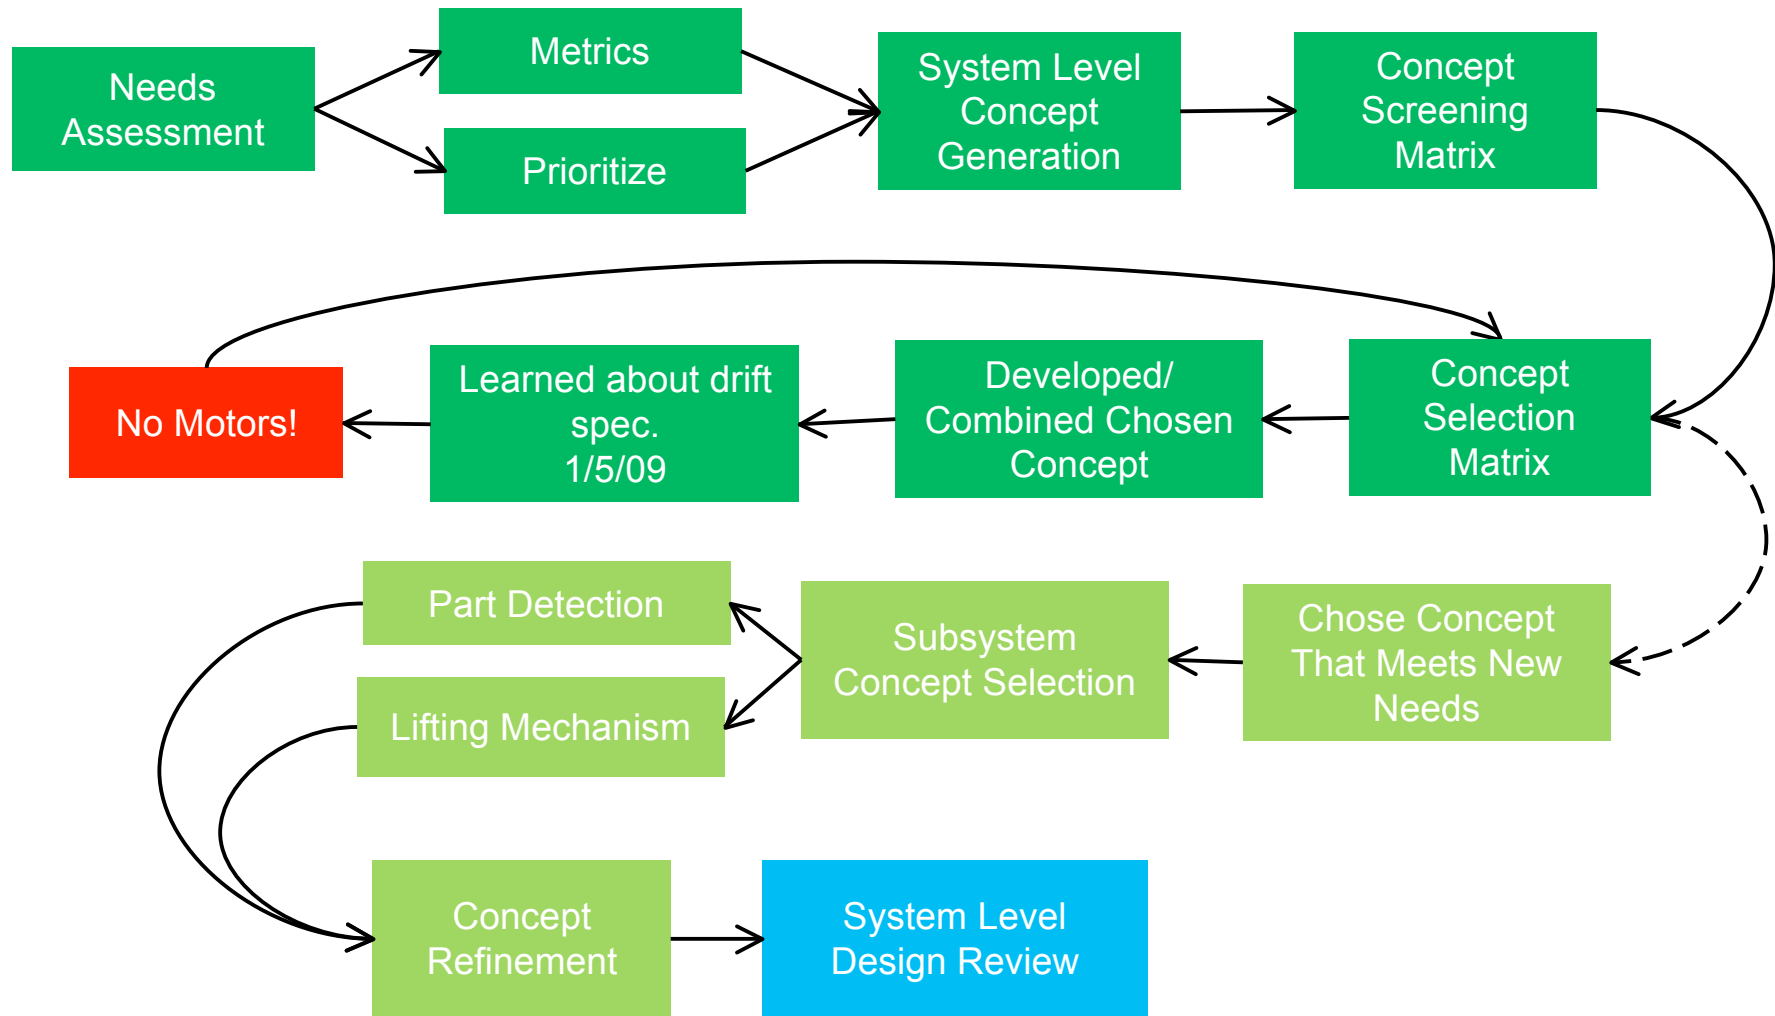 Needs
Assessment
Metrics
Prioritize
System Level
Concept
Generation
Concept
Screening
Matrix
No Motors!
Learned about drift
spec.
1/5/09
Developed/
Combined Chosen
Concept
Concept
Selection
Matrix
Part Detection
Lifting Mechanism
Subsystem
Concept Selection
Chose Concept
That Meets New
Needs
Concept
Refinement
System Level
Design Review